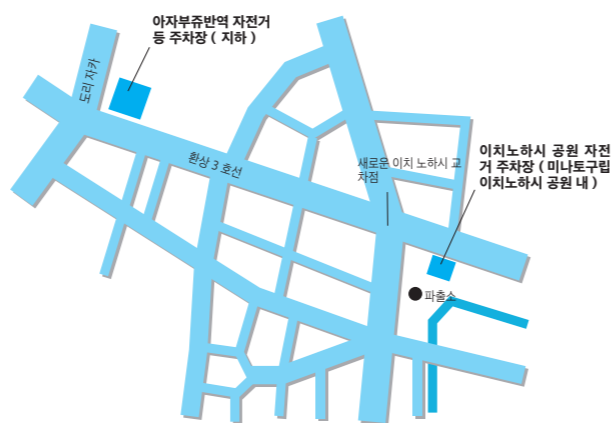 아자부쥬반역 자전거
등 주차장 ( 지하 )
도리 자카
환상 3 호선
새로운 이치 노하시 교
차점
이치노하시 공원 자전
거 주차장 ( 미나토구립
이치노하시 공원 내 )
파출소